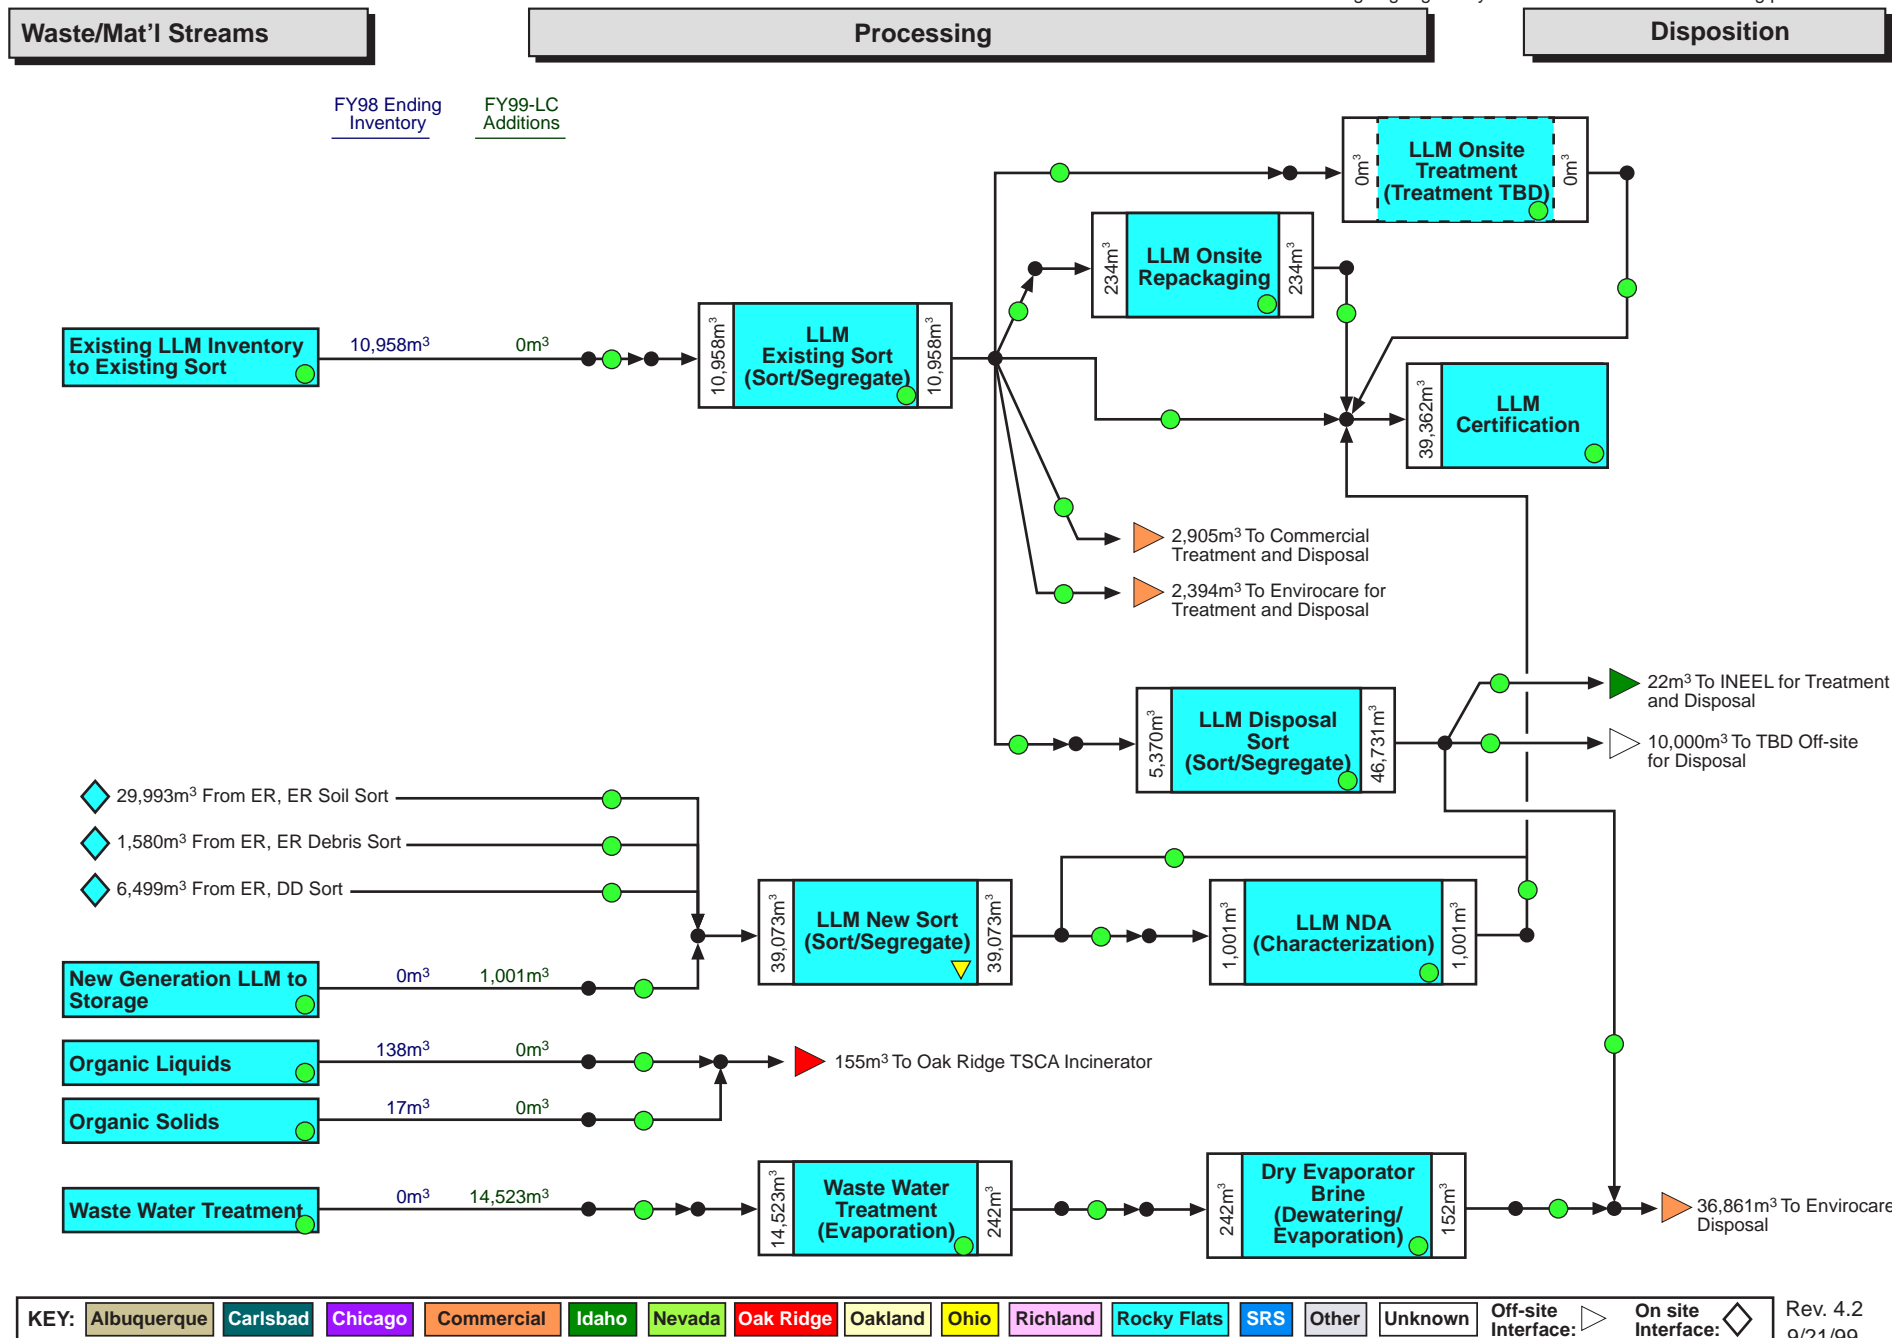 Waste/Mat'l Streams
Processing
Disposition
FY98 Ending
Inventory
FY99-LC
Additions
LLM Onsite
Treatment
(Treatment TBD)
0m³
0m³
LLM Onsite
Repackaging
234m³
234m³
Existing LLM Inventory
to Existing Sort
10,958m³
0m³
10,958m³
LLM
Existing Sort
(Sort/Segregate)
10,958m³
39,362m³
LLM
Certification
2,905m³ To Commercial
Treatment and Disposal
2,394m³ To Envirocare for
Treatment and Disposal
5,370m³
LLM Disposal
Sort
(Sort/Segregate)
46,731m³
22m³ To INEEL for Treatment
and Disposal
10,000m³ To TBD Off-site
for Disposal
29,993m³ From ER, ER Soil Sort
1,580m³ From ER, ER Debris Sort
6,499m³ From ER, DD Sort
39,073m³
LLM New Sort
(Sort/Segregate)
39,073m³
1,001m³
LLM NDA
(Characterization)
1,001m³
New Generation LLM to
Storage
0m³
1,001m³
Organic Liquids
138m³
0m³
155m³ To Oak Ridge TSCA Incinerator
Organic Solids
17m³
0m³
Waste Water Treatment
0m³
14,523m³
14,523m³
Waste Water
Treatment
(Evaporation)
242m³
242m³
Dry Evaporator
Brine
(Dewatering/
Evaporation)
152m³
36,861m³ To Envirocare
Disposal
KEY: Albuquerque Carlsbad Chicago Commercial Idaho Nevada Oak Ridge Oakland Ohio Richland Rocky Flats SRS Other Unknown
Off-site
Interface:
On site
Interface:
Rev. 4.2
9/21/99